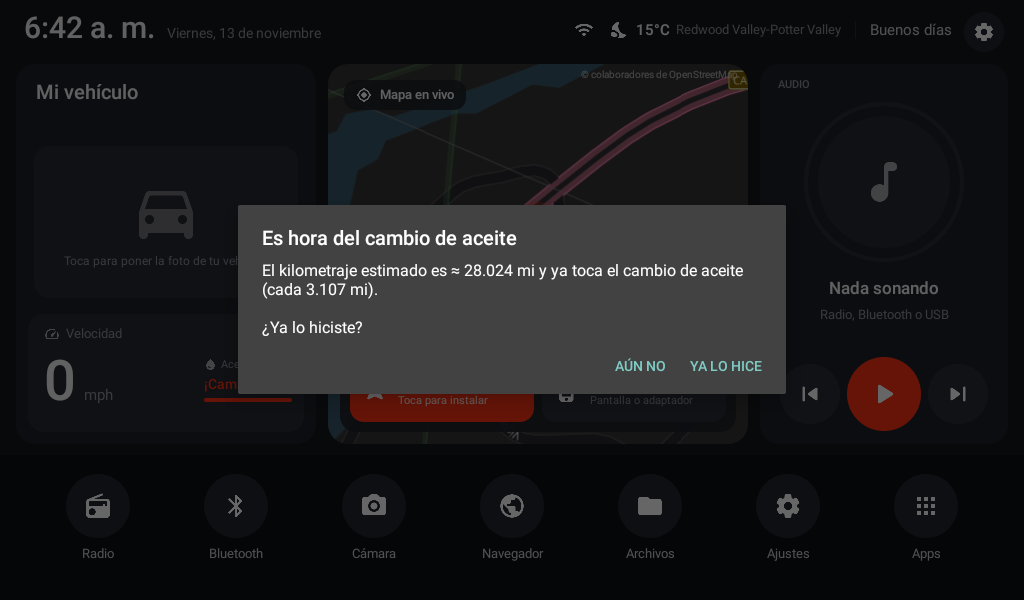 6:42 a. m.
Viernes, 13 de noviembre
15°C
Redwood Valley-Potter Valley
Buenos días
Mi vehículo
Toca para poner la foto de tu vel
Velocidad
0 mph
Ace
¡Cam
© colaboradores de OpenStreetMap
CA
Mapa en vivo
Es hora del cambio de aceite
El kilometraje estimado es ≈ 28.024 mi y ya toca el cambio de aceite
(cada 3.107 mi).
¿Ya lo hiciste?
AÚN NO
YA LO HICE
Toca para instalar
Pantalla o adaptador
AUDIO
Nada sonando
Radio, Bluetooth o USB
Radio
Bluetooth
Cámara
Navegador
Archivos
Ajustes
Apps